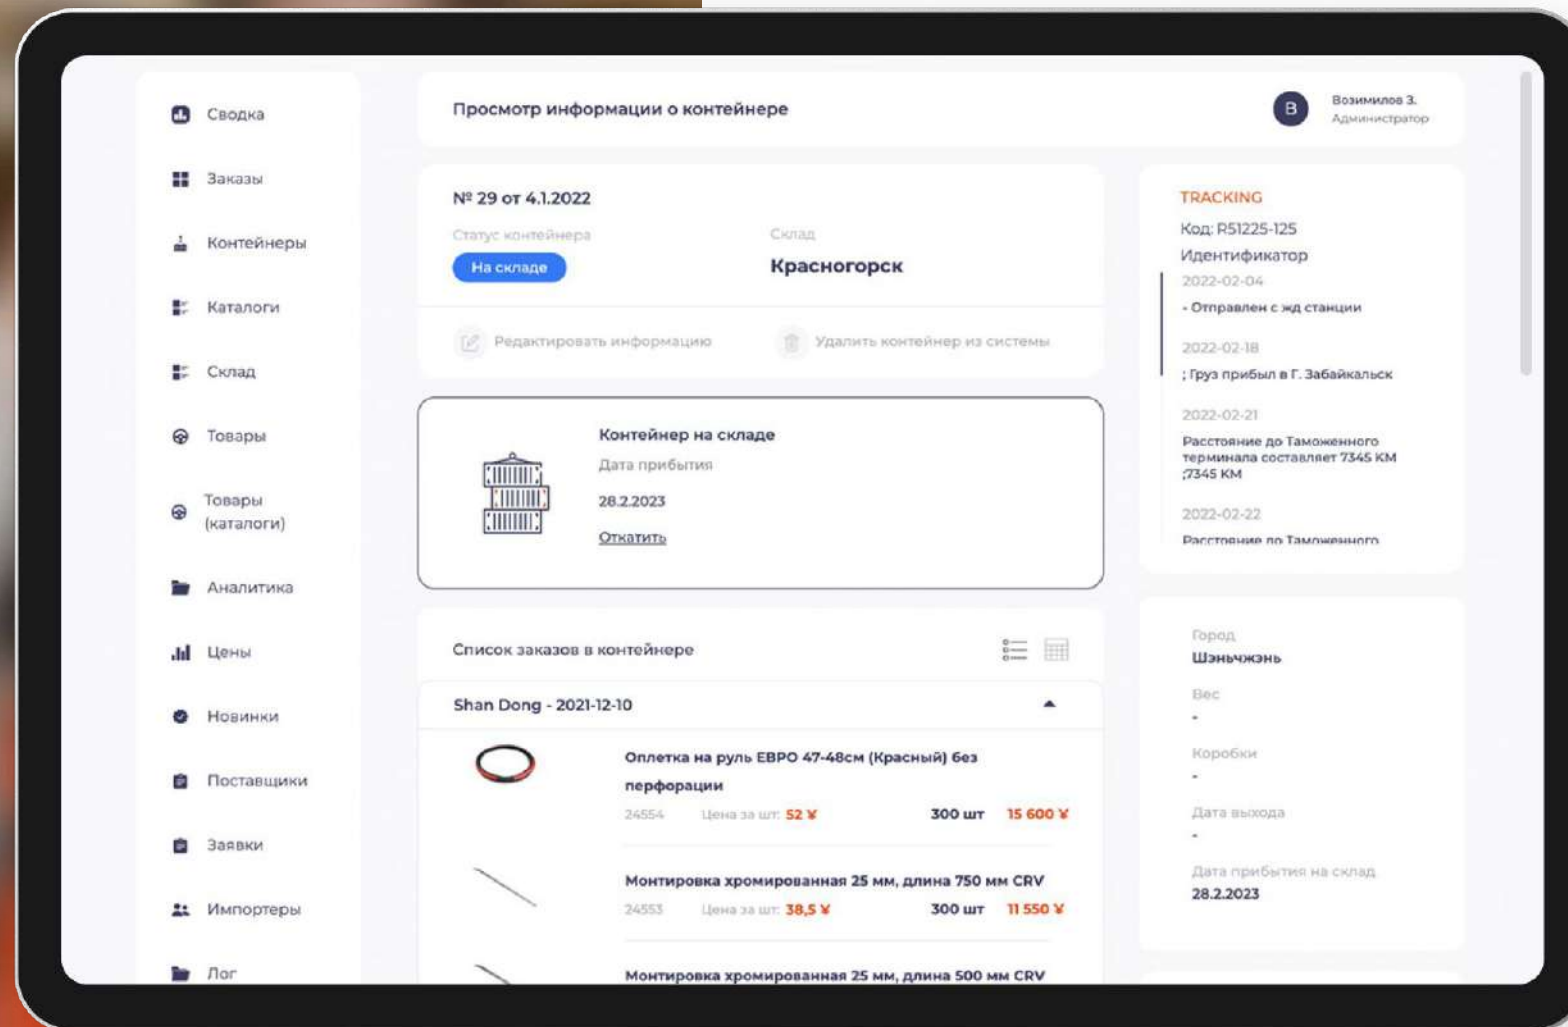 Сводка
Заказы
Контейнеры
Каталоги
Склад
Товары
Товары
(каталоги)
Аналитика
Цены
Новинки
Поставщики
Заявки
Импортеры
Лог
Просмотр информации о контейнере
В
Возимилов З.
Администратор
№ 29 от 4.1.2022
Статус контейнера
Склад
На складе
Красногорск
Редактировать информацию
Удалить контейнер из системы
Контейнер на складе
Дата прибытия
28.2.2023
Откатить
Список заказов в контейнере
Shan Dong - 2021-12-10
Оплетка на руль ЕВРО 47-48см (Красный) без
перфорации
24554 Цена за шт: 52 ¥ 300 шт 15 600 ¥
Монтировка хромированная 25 мм, длина 750 мм CRV
24553 Цена за шт: 38,5 ¥ 300 шт 11 550 ¥
Монтировка хромированная 25 мм, длина 500 мм CRV
TRACKING
Код: R51225-125
Идентификатор
2022-02-04
- Отправлен с жд станции
2022-02-18
; Груз прибыл в Г. Забайкальск
2022-02-21
Расстояние до Таможенного
терминала составляет 7345 KM
;7345 KM
2022-02-22
Расстояние до Таможенного
Город
Шэньчжэнь
Вес
-
Коробки
-
Дата выхода
-
Дата прибытия на склад
28.2.2023